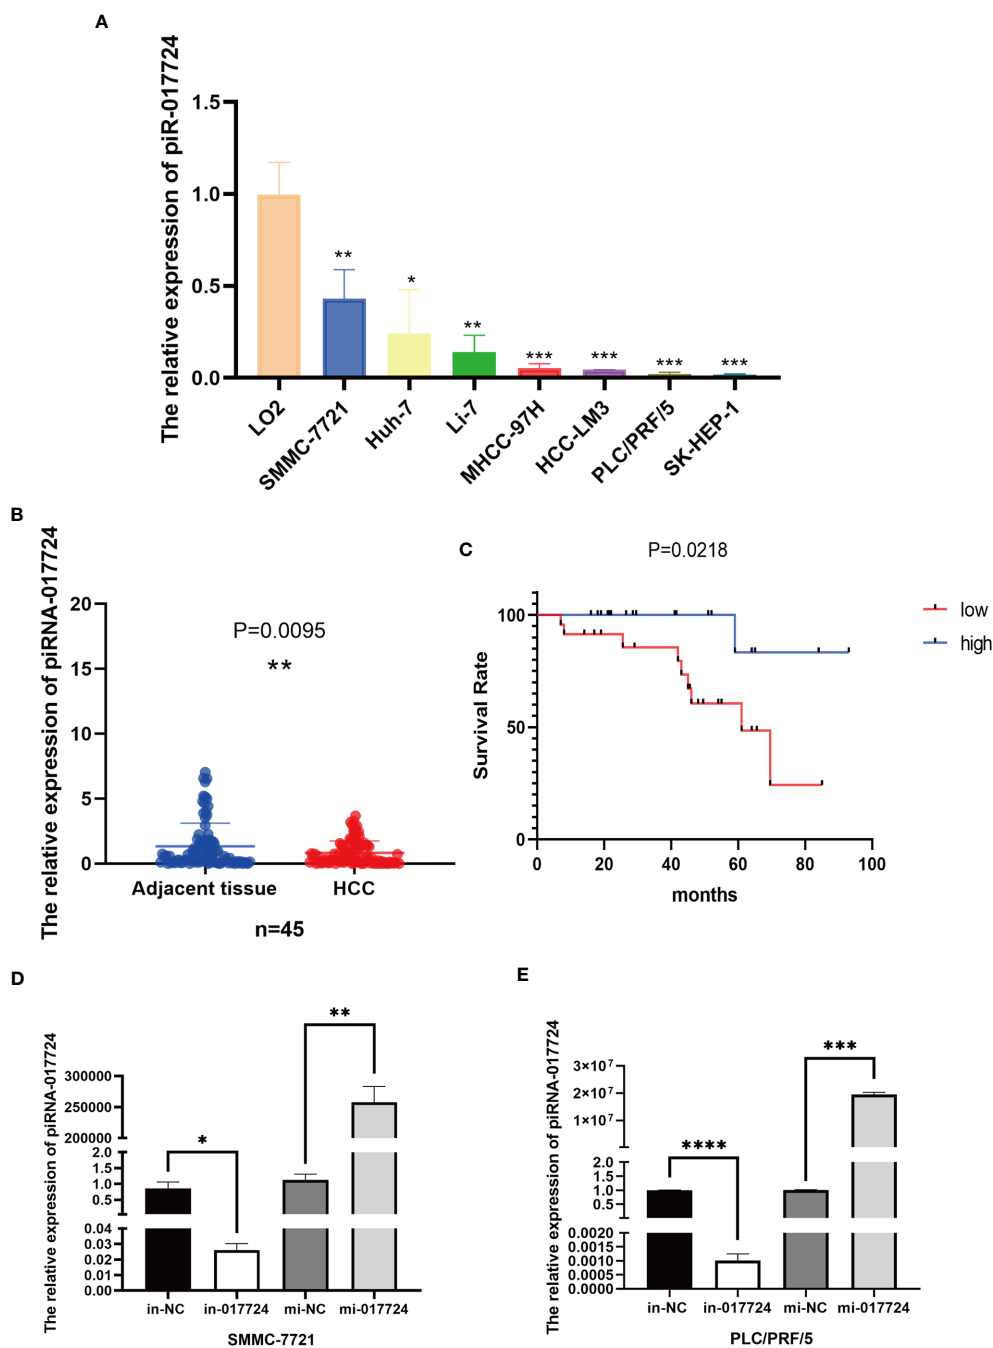 A
The relative expression of piR-017724
1.5
1.0
0.5
0.0
**
*
**
***
***
***
***
LO2
SMMC-7721
Huh-7
Li-7
MHCC-97H
HCC-LM3
PLC/PRF/5
SK-HEP-1
B
The relative expression of piRNA-017724
20
15
10
5
0
P=0.0095
**
Adjacent tissue
HCC
n=45
C
P=0.0218
Survival Rate
100
50
0
0 20 40 60 80 100
months
low
high
D
The relative expression of piRNA-017724
300000
250000
200000
2.0
1.5
1.0
0.5
0.04
0.03
0.02
0.01
0.00
*
**
in-NC in-017724 mi-NC mi-017724
SMMC-7721
E
The relative expression of piRNA-017724
3×10⁷
2×10⁷
1×10⁷
2.0
1.5
1.0
0.5
0.0020
0.0015
0.0010
0.0005
0.0000
****
***
in-NC in-017724 mi-NC mi-017724
PLC/PRF/5